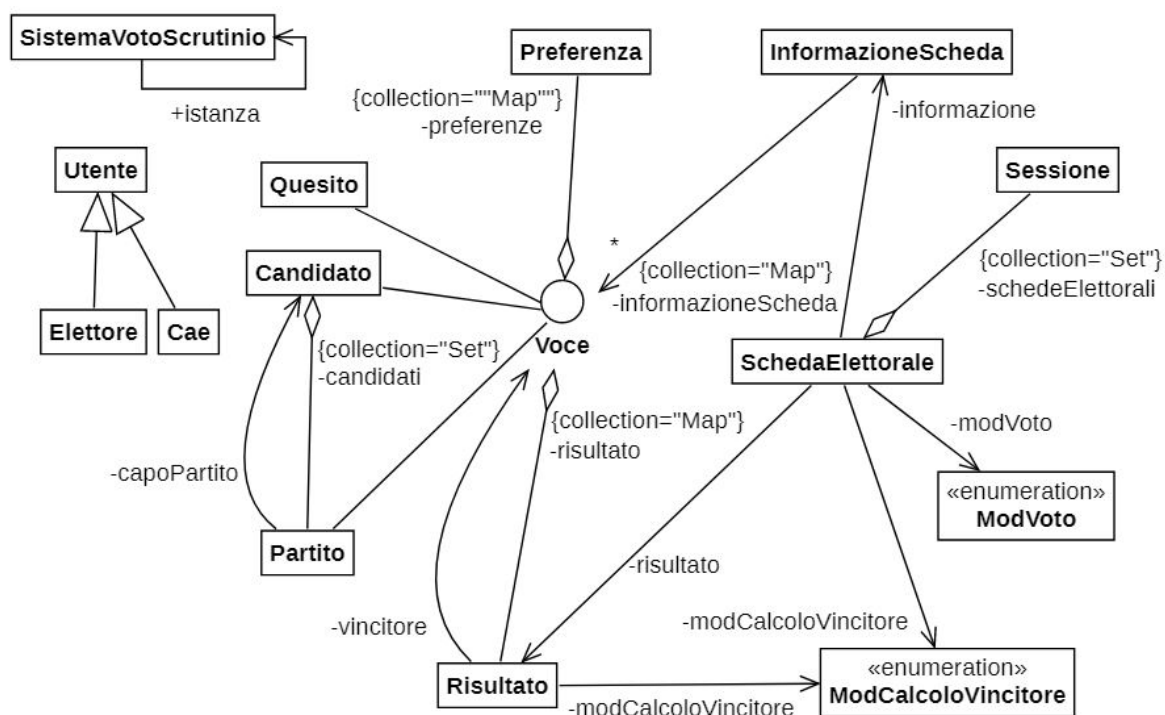 SistemaVotoScrutinio
+istanza
Preferenza
{collection=""Map""}
-preferenze
InformazioneScheda
-informazione
Utente
Quesito
Sessione
Candidato
*
{collection="Map"}
-informazioneScheda
{collection="Set"}
-schedeElettorali
Elettore
Cae
{collection="Set"}
-candidati
Voce
SchedaElettorale
{collection="Map"}
-risultato
-modVoto
-capoPartito
«enumeration»
ModVoto
Partito
-risultato
-vincitore
-modCalcoloVincitore
Risultato
-modCalcoloVincitore
«enumeration»
ModCalcoloVincitore